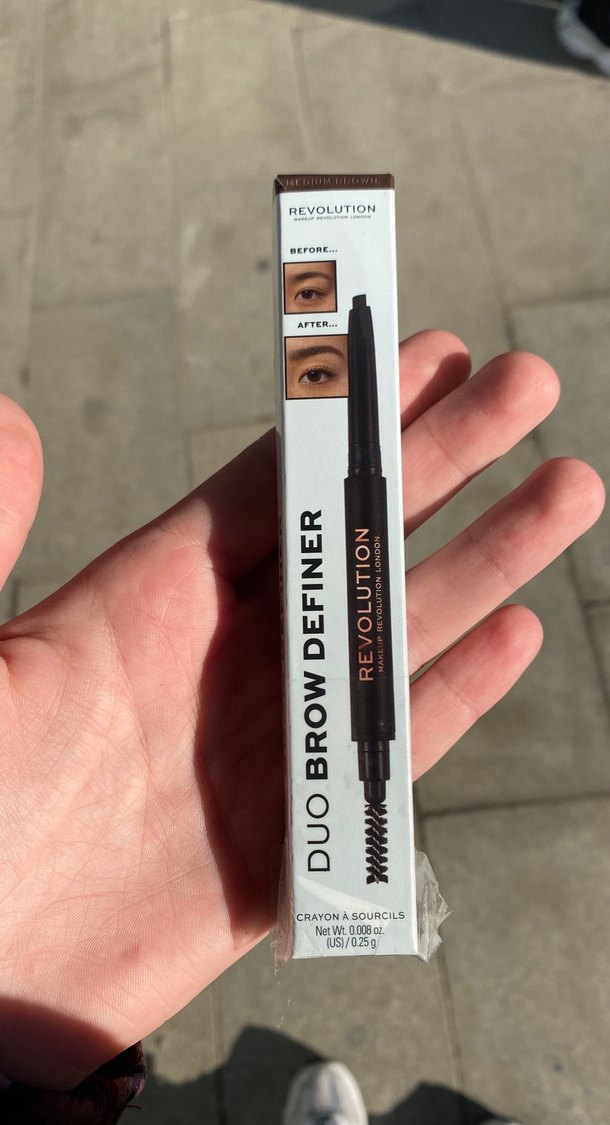 MEDIUM BROWN
REVOLUTION
MAKEUP REVOLUTION LONDON
BEFORE...
AFTER...
DUO BROW DEFINER
REVOLUTION
MAKEUP REVOLUTION LONDON
CRAYON À SOURCILS
Net Wt. 0.008 oz.
(US) / 0.25 g